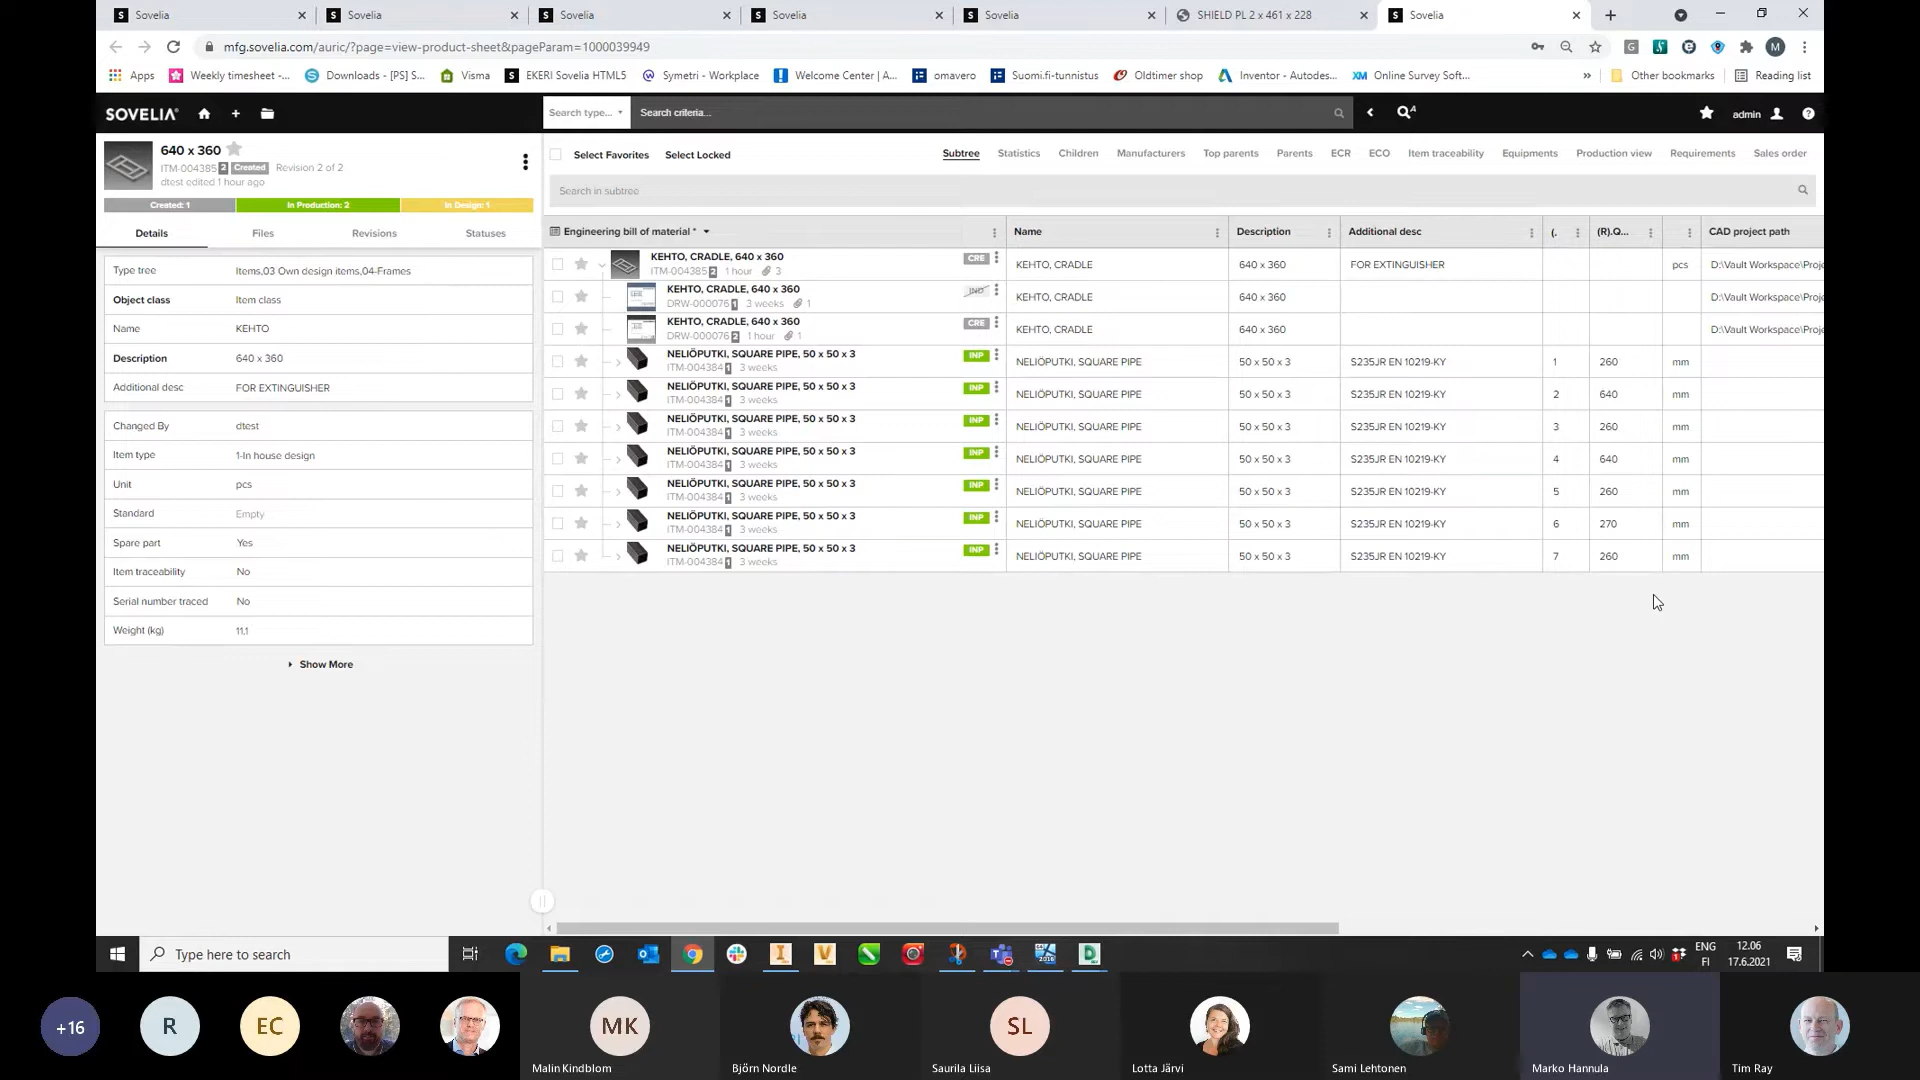 Sovelia
Sovelia
Sovelia
Sovelia
Sovelia
SHIELD PL 2 x 461 x 228
Sovelia
mfg.sovelia.com/auric/?page=view-product-sheet&pageParam=1000039949
Apps
Weekly timesheet -...
Downloads - [PS] S...
Visma
EKERI Sovelia HTML5
Symetri - Workplace
Welcome Center | A...
omavero
Suomi.fi-tunnistus
Oldtimer shop
Inventor - Autodes...
Online Survey Soft...
»
Other bookmarks
Reading list
SOVELIA
Search type...
Search criteria...
admin
640 x 360
ITM-004385 2 Created Revision 2 of 2
dtest edited 1 hour ago
Created: 1
In Production: 2
In Design: 1
Details
Files
Revisions
Statuses
Type tree Items,03 Own design items,04-Frames
Object class Item class
Name KEHTO
Description 640 x 360
Additional desc FOR EXTINGUISHER
Changed By dtest
Item type 1-In house design
Unit pcs
Standard Empty
Spare part Yes
Item traceability No
Serial number traced No
Weight (kg) 11,1
Show More
Select Favorites
Select Locked
Subtree
Statistics
Children
Manufacturers
Top parents
Parents
ECR
ECO
Item traceability
Equipments
Production view
Requirements
Sales order
Search in subtree
Engineering bill of material *
Name
Description
Additional desc
(.
(R).Q...
CAD project path
KEHTO, CRADLE, 640 x 360
ITM-004385 2 1 hour 3
CRE
KEHTO, CRADLE
640 x 360
FOR EXTINGUISHER
pcs
D:\Vault Workspace\Proje
KEHTO, CRADLE, 640 x 360
DRW-000076 1 3 weeks 1
IND
KEHTO, CRADLE
640 x 360
D:\Vault Workspace\Proje
KEHTO, CRADLE, 640 x 360
DRW-000076 2 1 hour 1
CRE
KEHTO, CRADLE
640 x 360
D:\Vault Workspace\Proje
NELIÖPUTKI, SQUARE PIPE, 50 x 50 x 3
ITM-004384 1 3 weeks
INP
NELIÖPUTKI, SQUARE PIPE
50 x 50 x 3
S235JR EN 10219-KY
1
260
mm
NELIÖPUTKI, SQUARE PIPE, 50 x 50 x 3
ITM-004384 1 3 weeks
INP
NELIÖPUTKI, SQUARE PIPE
50 x 50 x 3
S235JR EN 10219-KY
2
640
mm
NELIÖPUTKI, SQUARE PIPE, 50 x 50 x 3
ITM-004384 1 3 weeks
INP
NELIÖPUTKI, SQUARE PIPE
50 x 50 x 3
S235JR EN 10219-KY
3
260
mm
NELIÖPUTKI, SQUARE PIPE, 50 x 50 x 3
ITM-004384 1 3 weeks
INP
NELIÖPUTKI, SQUARE PIPE
50 x 50 x 3
S235JR EN 10219-KY
4
640
mm
NELIÖPUTKI, SQUARE PIPE, 50 x 50 x 3
ITM-004384 1 3 weeks
INP
NELIÖPUTKI, SQUARE PIPE
50 x 50 x 3
S235JR EN 10219-KY
5
260
mm
NELIÖPUTKI, SQUARE PIPE, 50 x 50 x 3
ITM-004384 1 3 weeks
INP
NELIÖPUTKI, SQUARE PIPE
50 x 50 x 3
S235JR EN 10219-KY
6
270
mm
NELIÖPUTKI, SQUARE PIPE, 50 x 50 x 3
ITM-004384 1 3 weeks
INP
NELIÖPUTKI, SQUARE PIPE
50 x 50 x 3
S235JR EN 10219-KY
7
260
mm
Type here to search
ENG
FI
12.06
17.6.2021
+16
R
EC
MK
Malin Kindblom
Björn Nordle
SL
Saurila Liisa
Lotta Järvi
Sami Lehtonen
Marko Hannula
Tim Ray